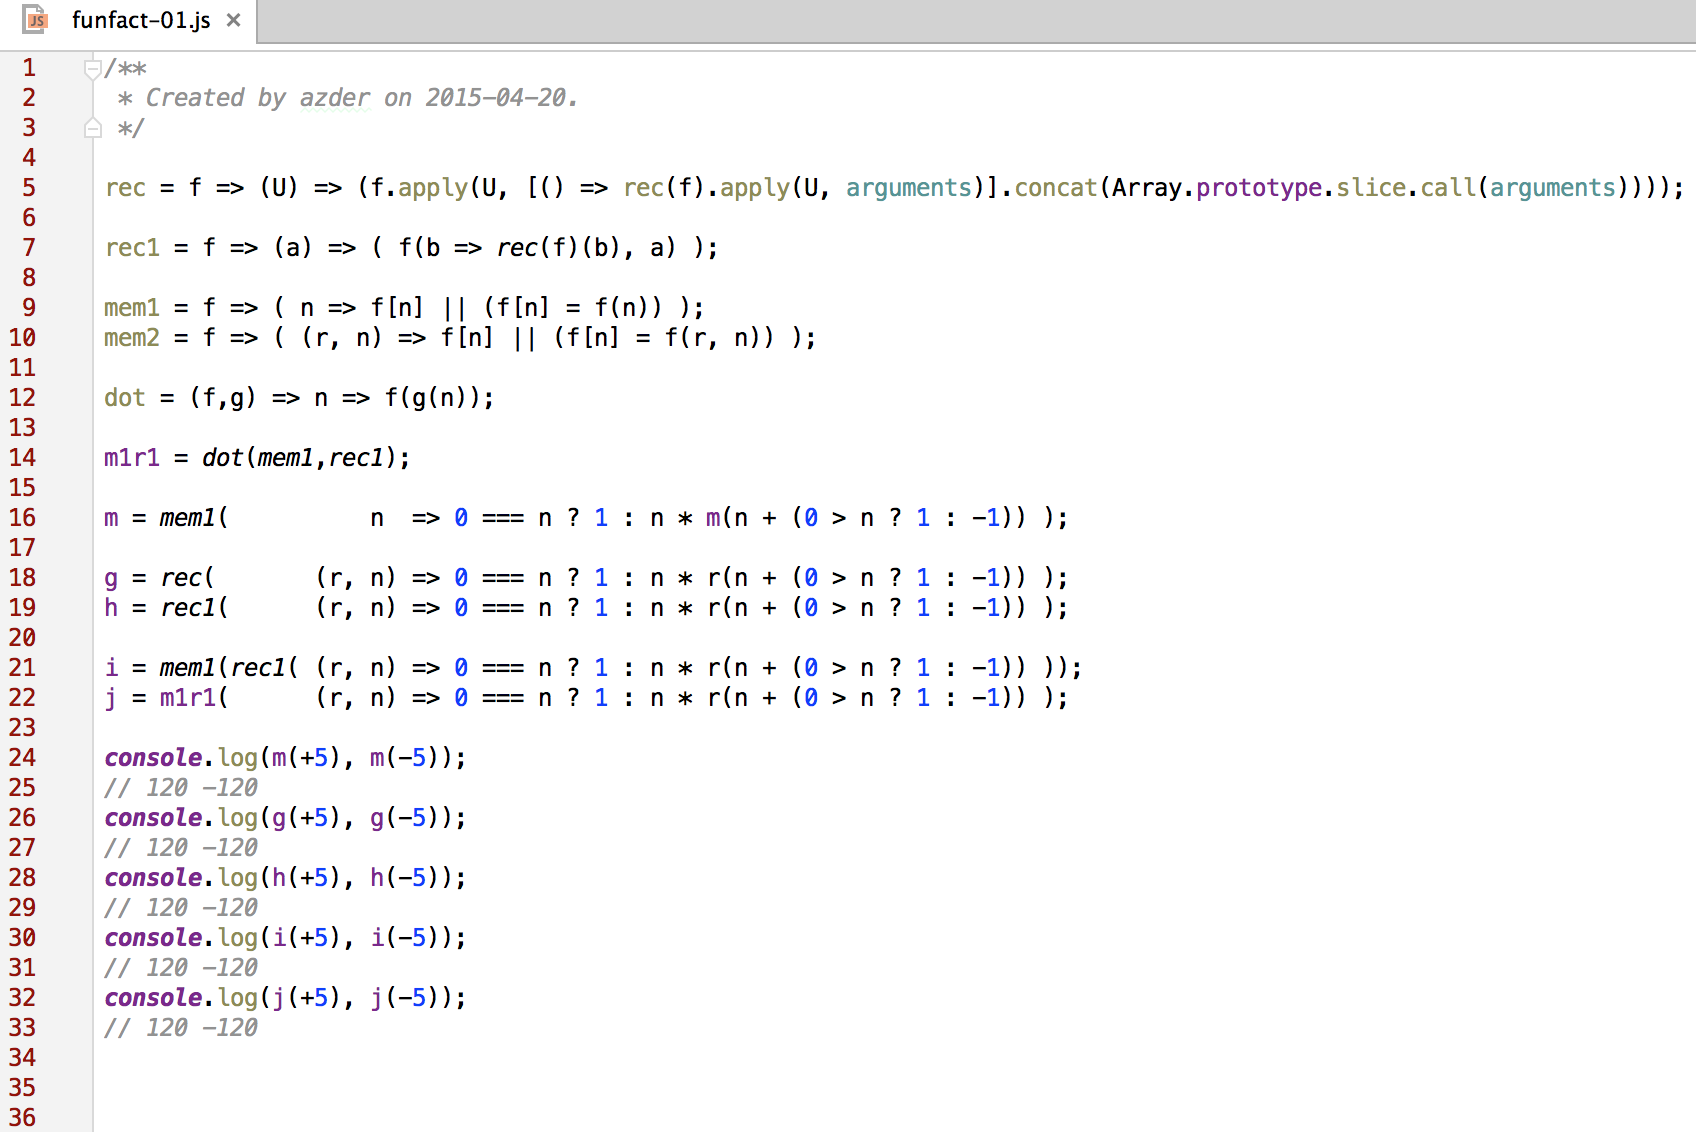 funfact-01.js ×
1 /**
2  * Created by azder on 2015-04-20.
3  */
4
5 rec = f => (U) => (f.apply(U, [() => rec(f).apply(U, arguments)].concat(Array.prototype.slice.call(arguments))));
6
7 rec1 = f => (a) => ( f(b => rec(f)(b), a) );
8
9 mem1 = f => ( n => f[n] || (f[n] = f(n)) );
10 mem2 = f => ( (r, n) => f[n] || (f[n] = f(r, n)) );
11
12 dot = (f,g) => n => f(g(n));
13
14 m1r1 = dot(mem1,rec1);
15
16 m = mem1(          n  => 0 === n ? 1 : n * m(n + (0 > n ? 1 : -1)) );
17
18 g = rec(       (r, n) => 0 === n ? 1 : n * r(n + (0 > n ? 1 : -1)) );
19 h = rec1(      (r, n) => 0 === n ? 1 : n * r(n + (0 > n ? 1 : -1)) );
20
21 i = mem1(rec1( (r, n) => 0 === n ? 1 : n * r(n + (0 > n ? 1 : -1)) ));
22 j = m1r1(      (r, n) => 0 === n ? 1 : n * r(n + (0 > n ? 1 : -1)) );
23
24 console.log(m(+5), m(-5));
25 // 120 -120
26 console.log(g(+5), g(-5));
27 // 120 -120
28 console.log(h(+5), h(-5));
29 // 120 -120
30 console.log(i(+5), i(-5));
31 // 120 -120
32 console.log(j(+5), j(-5));
33 // 120 -120
34
35
36